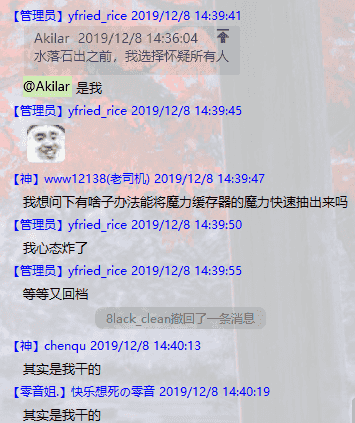 【管理员】yfried_rice 2019/12/8 14:39:41
Akilar 2019/12/8 14:36:04
水落石出之前，我选择怀疑所有人
@Akilar 是我
【管理员】yfried_rice 2019/12/8 14:39:45
【神】www12138(老司机) 2019/12/8 14:39:47
我想问下有啥子办法能将魔力缓存器的魔力快速抽出来吗
【管理员】yfried_rice 2019/12/8 14:39:50
我心态炸了
【管理员】yfried_rice 2019/12/8 14:39:55
等等又回档
8lack_clean撤回了一条消息
【神】chenqu 2019/12/8 14:40:13
其实是我干的
【零音姐.】快乐想死の零音 2019/12/8 14:40:19
其实是我干的